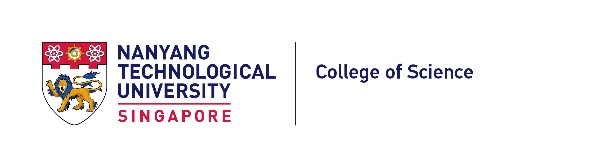 NANYANG
TECHNOLOGICAL
UNIVERSITY
SINGAPORE
College of Science